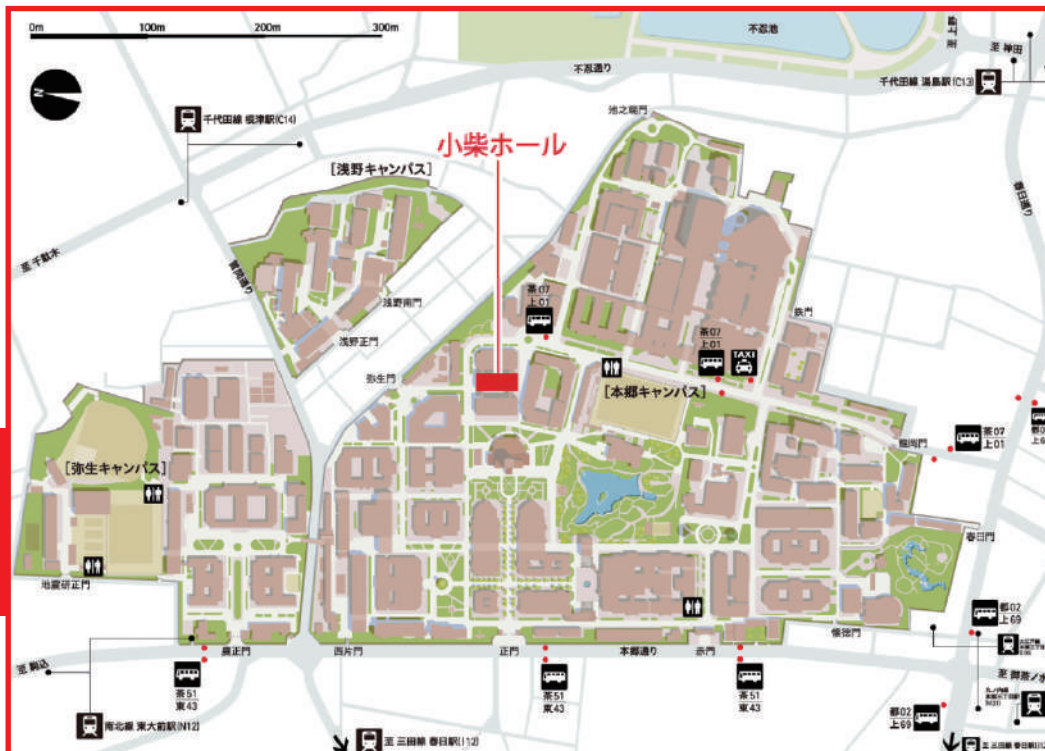 0m 100m 200m 300m
N
不忍池
至 神田
不忍通り
千代田線 湯島駅(C13)
千代田線 根津駅(C14)
池之端門
小柴ホール
[浅野キャンパス]
春日通り
至 千駄木
言問通り
浅野南門
茶07
上01
鉄門
浅野正門
茶07
上01
TAXI
弥生門
[本郷キャンパス]
茶07
上01
龍岡門
[弥生キャンパス]
春日門
地震研正門
都02
上69
懐徳門
至 駒込
農正門
西片門
正門
本郷通り
赤門
茶51
東43
茶51
東43
茶51
東43
都02
上69
南北線 東大前駅(N12)
至 三田線 春日駅(I12)